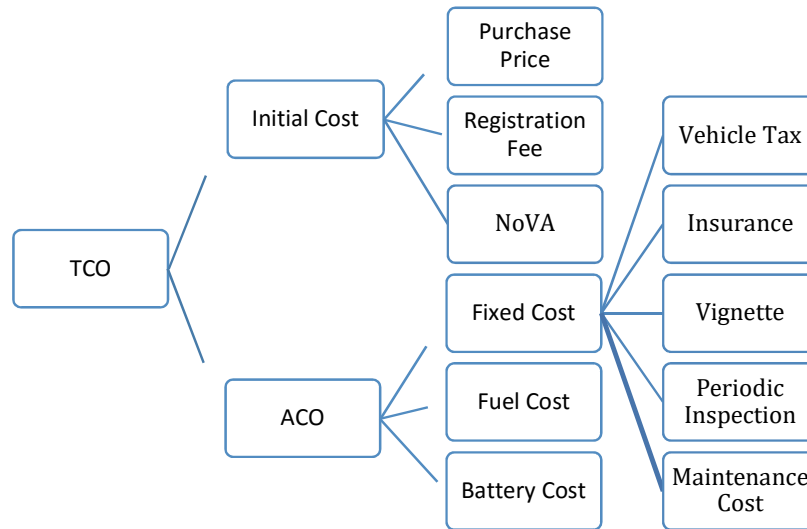 Purchase
Price
Initial Cost
Registration
Fee
Vehicle Tax
NoVA
Insurance
TCO
Fixed Cost
Vignette
ACO
Fuel Cost
Periodic
Inspection
Battery Cost
Maintenance
Cost